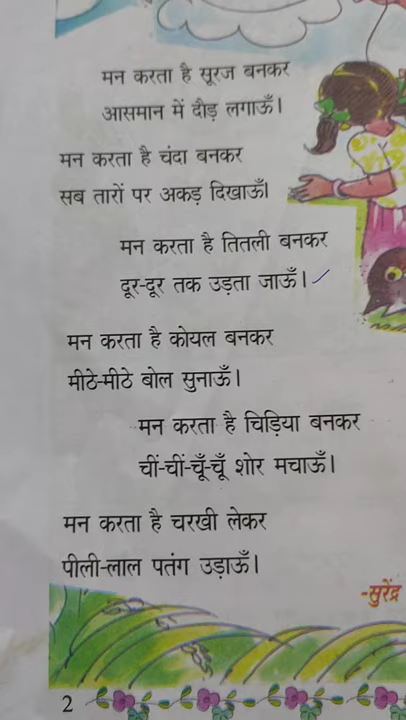 मन करता है सूरज बनकर
आसमान में दौड़ लगाऊँ।
मन करता है चंदा बनकर
सब तारों पर अकड़ दिखाऊँ।
मन करता है तितली बनकर
दूर-दूर तक उड़ता जाऊँ।
मन करता है कोयल बनकर
मीठे-मीठे बोल सुनाऊँ।
मन करता है चिड़िया बनकर
चीं-चीं-चूँ-चूँ शोर मचाऊँ।
मन करता है चरखी लेकर
पीली-लाल पतंग उड़ाऊँ।
-सुरेंद्र
2